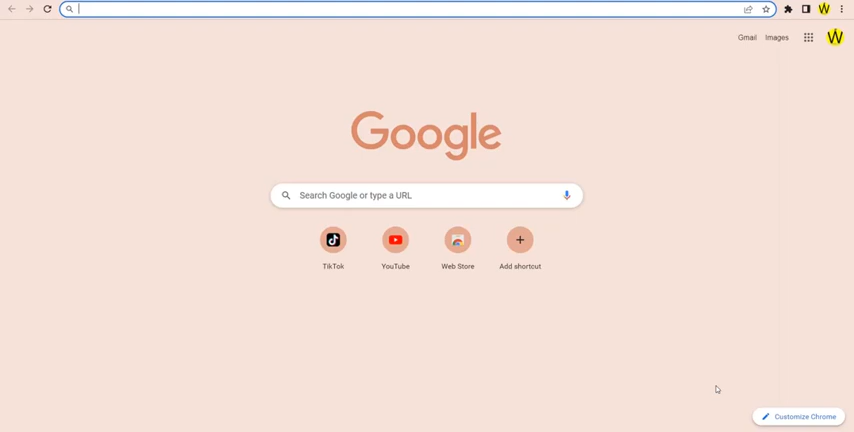 W
Gmail Images W
Google
Search Google or type a URL
TikTok YouTube Web Store Add shortcut
Customize Chrome